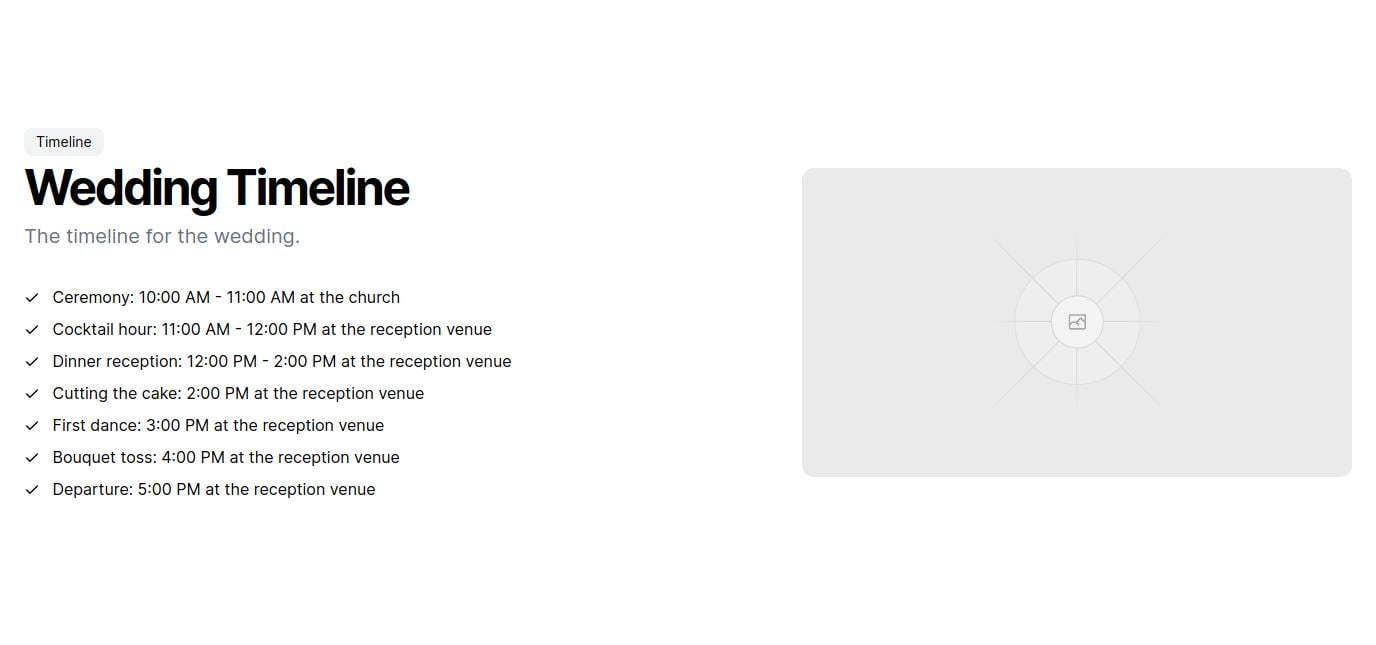 Timeline
Wedding Timeline
The timeline for the wedding.
Ceremony: 10:00 AM - 11:00 AM at the church
Cocktail hour: 11:00 AM - 12:00 PM at the reception venue
Dinner reception: 12:00 PM - 2:00 PM at the reception venue
Cutting the cake: 2:00 PM at the reception venue
First dance: 3:00 PM at the reception venue
Bouquet toss: 4:00 PM at the reception venue
Departure: 5:00 PM at the reception venue